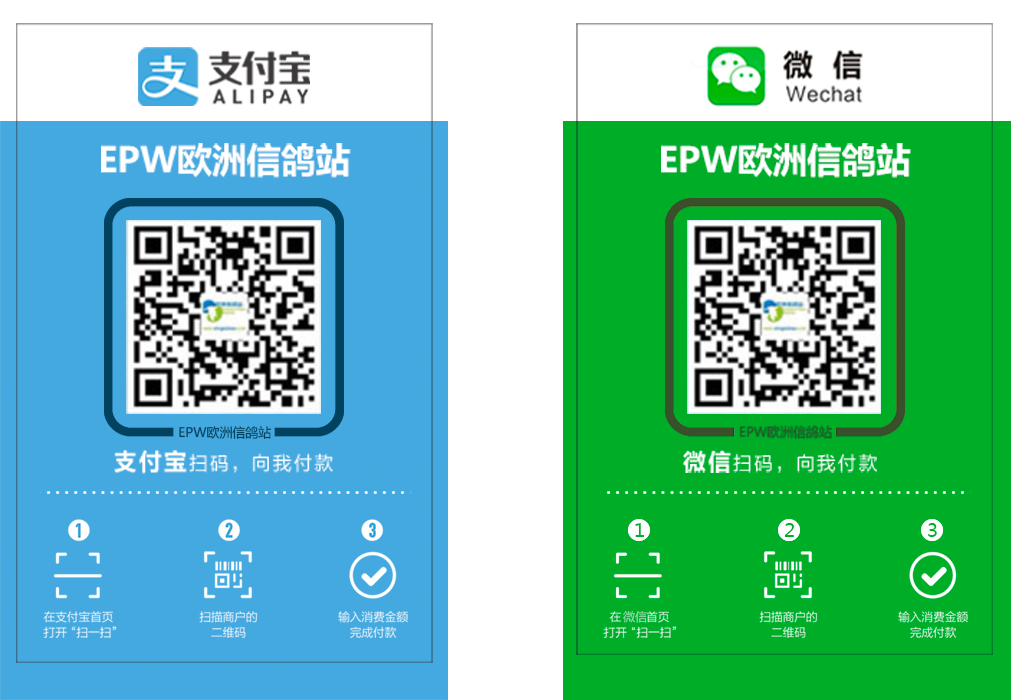 支付宝
ALIPAY
EPW欧洲信鸽站
EPW欧洲信鸽站
支付宝扫码，向我付款
1
2
3
在支付宝首页
打开“扫一扫”
扫描商户的
二维码
输入消费金额
完成付款
微信
Wechat
EPW欧洲信鸽站
EPW欧洲信鸽站
微信扫码，向我付款
1
2
3
在微信首页
打开“扫一扫”
扫描商户的
二维码
输入消费金额
完成付款